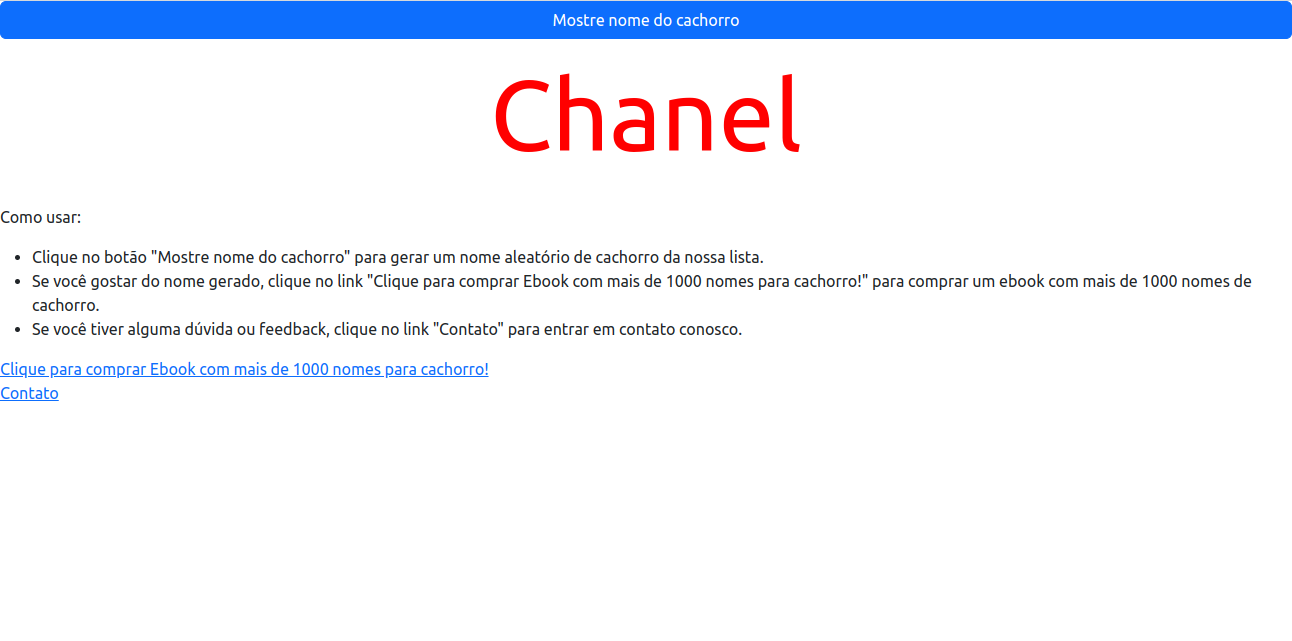 Mostre nome do cachorro
Chanel
Como usar:
• Clique no botão "Mostre nome do cachorro" para gerar um nome aleatório de cachorro da nossa lista.
• Se você gostar do nome gerado, clique no link "Clique para comprar Ebook com mais de 1000 nomes para cachorro!" para comprar um ebook com mais de 1000 nomes de
cachorro.
• Se você tiver alguma dúvida ou feedback, clique no link "Contato" para entrar em contato conosco.
Clique para comprar Ebook com mais de 1000 nomes para cachorro!
Contato